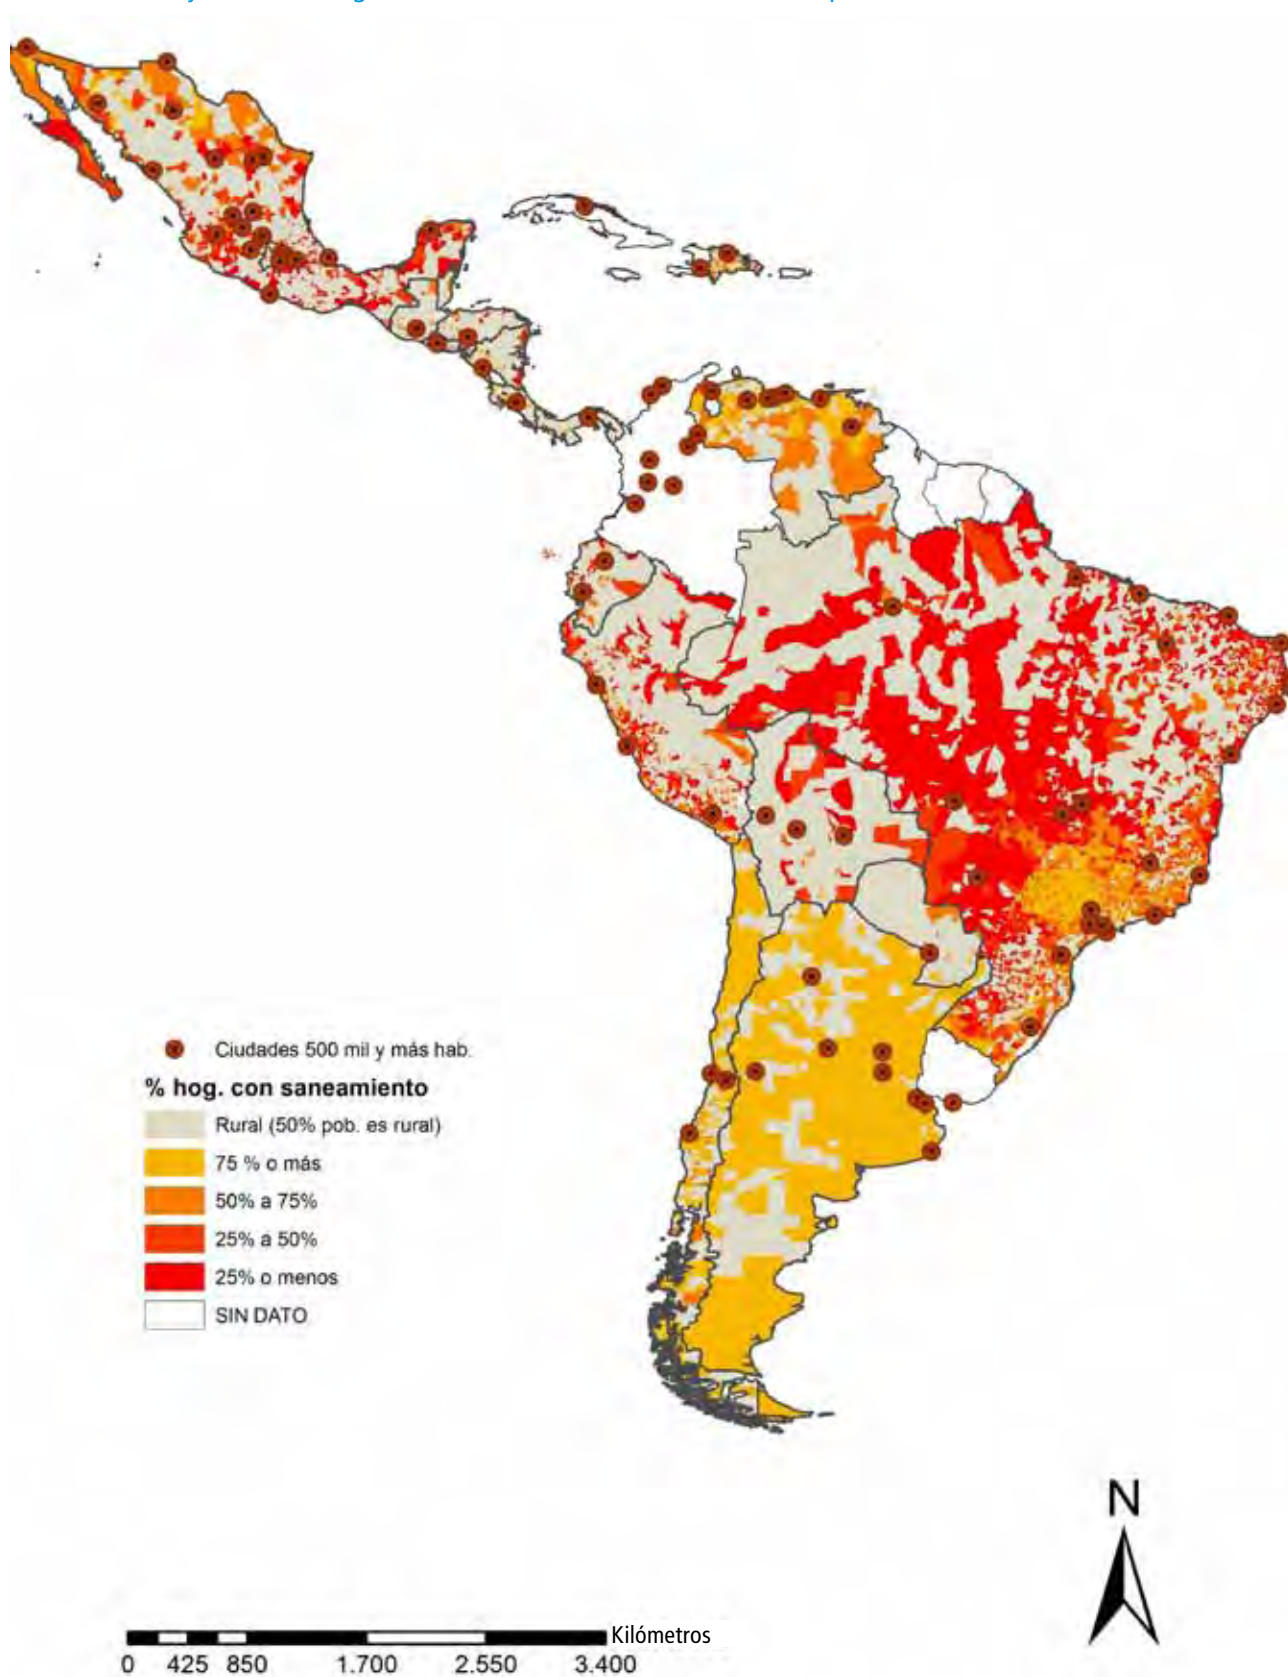 Ciudades 500 mil y más hab.
% hog. con saneamiento
Rural (50% pob. es rural)
75 % o más
50% a 75%
25% a 50%
25% o menos
SIN DATO
N
Kilómetros
0 425 850 1.700 2.550 3.400